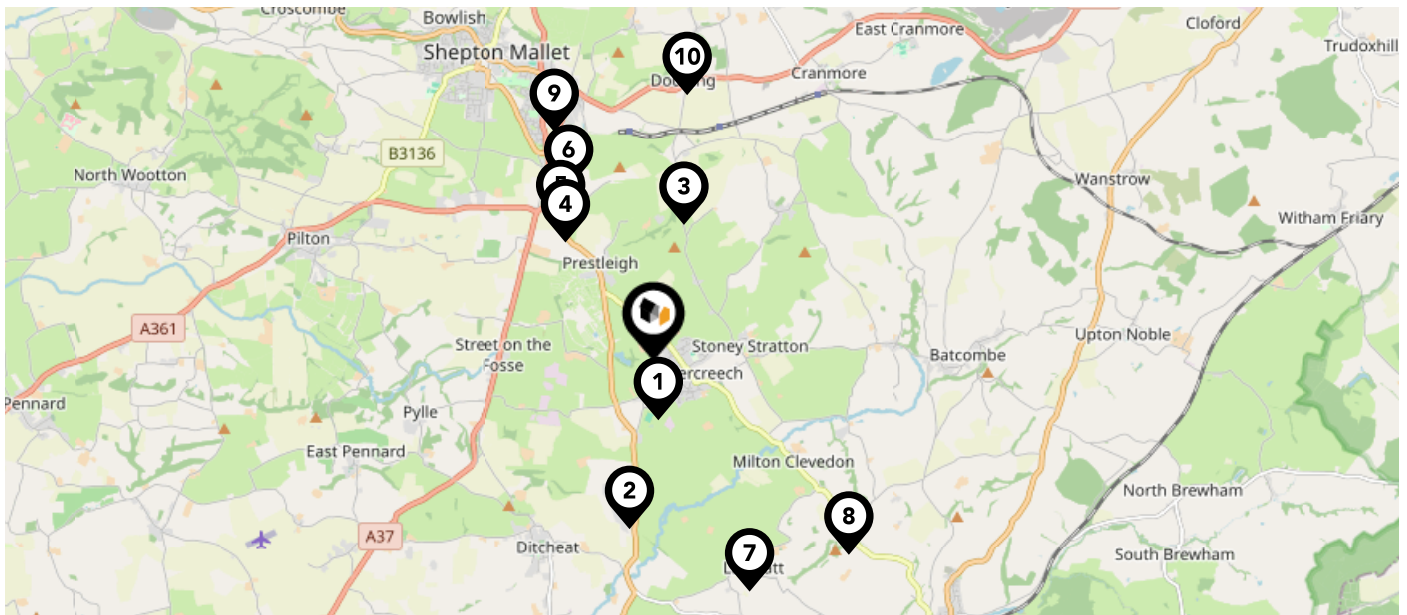 Croscombe
Bowlish
Shepton Mallet
East Cranmore
Cloford
Trudoxhill
10
Cranmore
9
B3136
6
North Wootton
3
Wanstrow
4
Witham Friary
Pilton
Prestleigh
A361
Street on the
Fosse
Stoney Stratton
Upton Noble
Batcombe
1
ercreech
Pennard
Pylle
East Pennard
Milton Clevedon
2
North Brewham
8
A37
Ditcheat
7
South Brewham